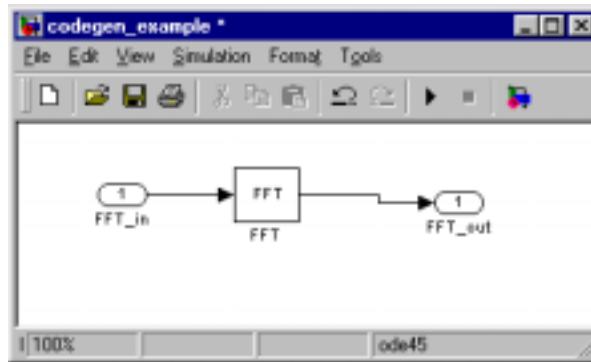 codegen_example *
File Edit View Simulation Format Tools
1 FFT 1
FFT_in FFT FFT_out
100% ode45